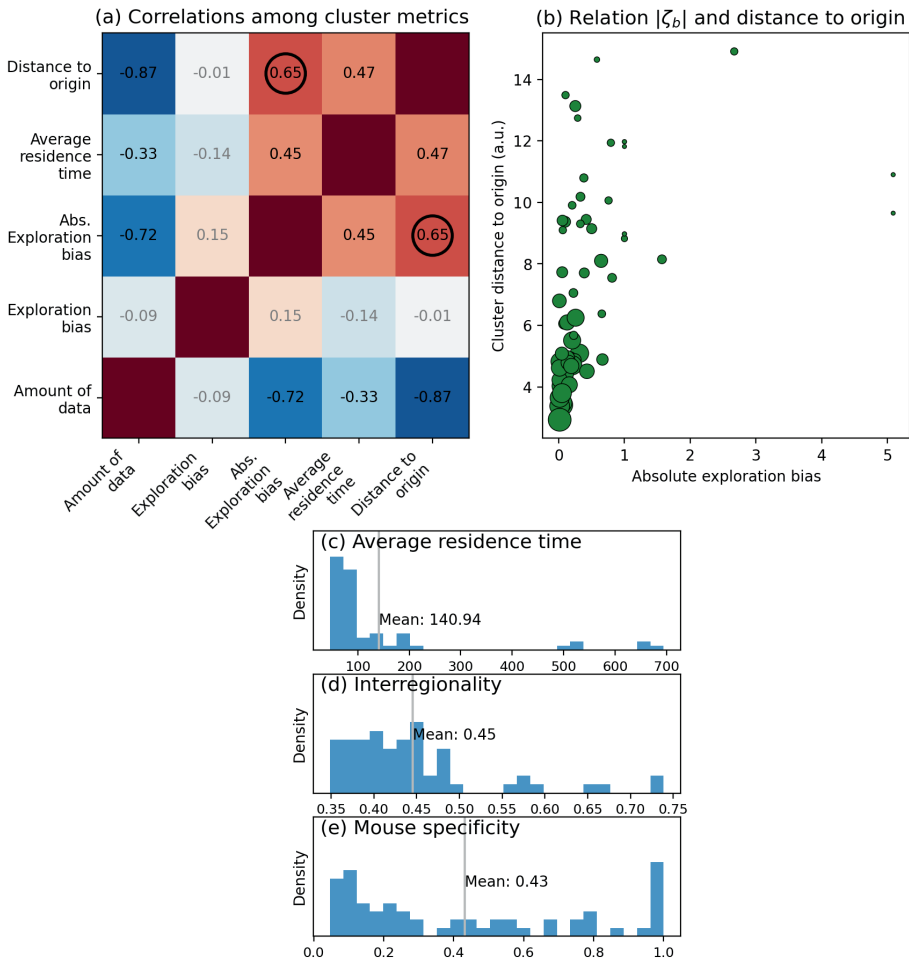 (a) Correlations among cluster metrics
Distance to
origin
-0.87
-0.01
0.65
0.47
Average
residence
time
-0.33
-0.14
0.45
0.47
Abs.
Exploration
bias
-0.72
0.15
0.45
0.65
Exploration
bias
-0.09
0.15
-0.14
-0.01
Amount of
data
-0.09
-0.72
-0.33
-0.87
Amount of
data
Exploration
bias
Abs.
Exploration
bias
Average
residence
time
Distance to
origin
(b) Relation |ζb| and distance to origin
Cluster distance to origin (a.u.)
14
12
10
8
6
4
0 1 2 3 4 5
Absolute exploration bias
(c) Average residence time
Density
Mean: 140.94
100 200 300 400 500 600 700
(d) Interregionality
Density
Mean: 0.45
0.35 0.40 0.45 0.50 0.55 0.60 0.65 0.70 0.75
(e) Mouse specificity
Density
Mean: 0.43
0.0 0.2 0.4 0.6 0.8 1.0